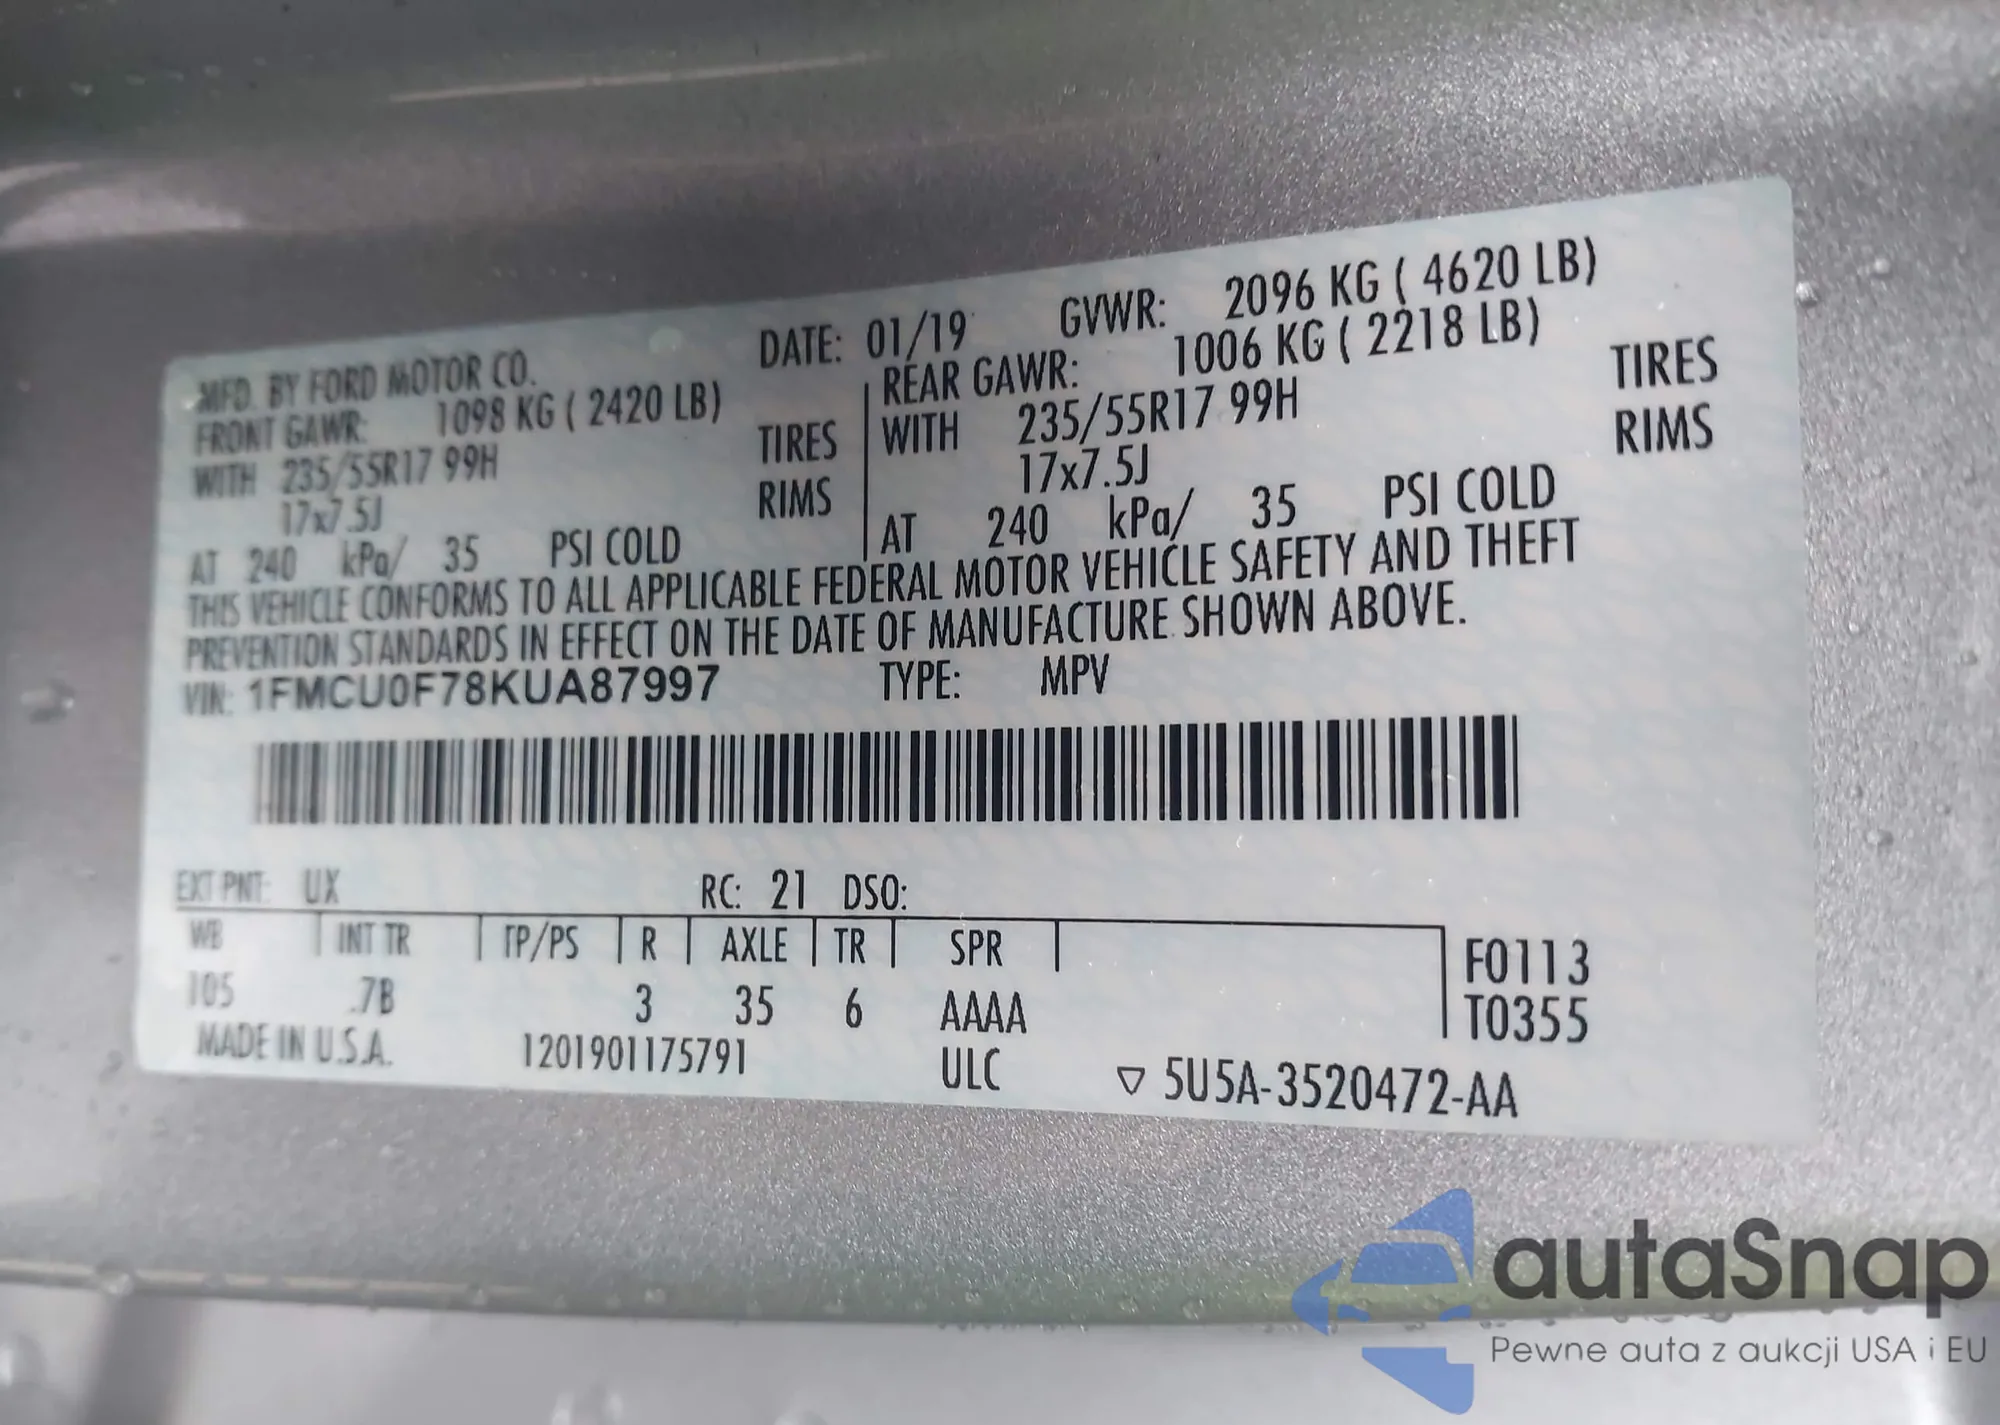 MFD. BY FORD MOTOR CO. DATE: 01/19 GVWR: 2096 KG ( 4620 LB)
FRONT GAWR: 1098 KG ( 2420 LB) REAR GAWR: 1006 KG ( 2218 LB)
WITH 235/55R17 99H TIRES WITH 235/55R17 99H TIRES
17x7.5J RIMS 17x7.5J RIMS
AT 240 kPa/ 35 PSI COLD AT 240 kPa/ 35 PSI COLD
THIS VEHICLE CONFORMS TO ALL APPLICABLE FEDERAL MOTOR VEHICLE SAFETY AND THEFT
PREVENTION STANDARDS IN EFFECT ON THE DATE OF MANUFACTURE SHOWN ABOVE.
VIN: 1FMCU0F78KUA87997 TYPE: MPV
EXT PNT: UX RC: 21 DSO:
WB INT TR TP/PS R AXLE TR SPR F0113
105 .7B 3 35 6 AAAA T0355
MADE IN U.S.A. 1201901175791 ULC ▽ 5U5A-3520472-AA
autaSnap
Pewne auta z aukcji USA i EU